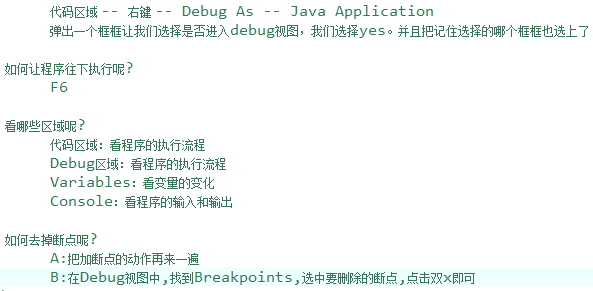 代码区域 -- 右键 -- Debug As -- Java Application
弹出一个框框让我们选择是否进入debug视图，我们选择yes。并且把记住选择的哪个框框也选上了
如何让程序往下执行呢?
F6
看哪些区域呢?
代码区域：看程序的执行流程
Debug区域：看程序的执行流程
Variables：看变量的变化
Console：看程序的输入和输出
如何去掉断点呢?
A:把加断点的动作再来一遍
B:在Debug视图中,找到Breakpoints,选中要删除的断点,点击双x即可